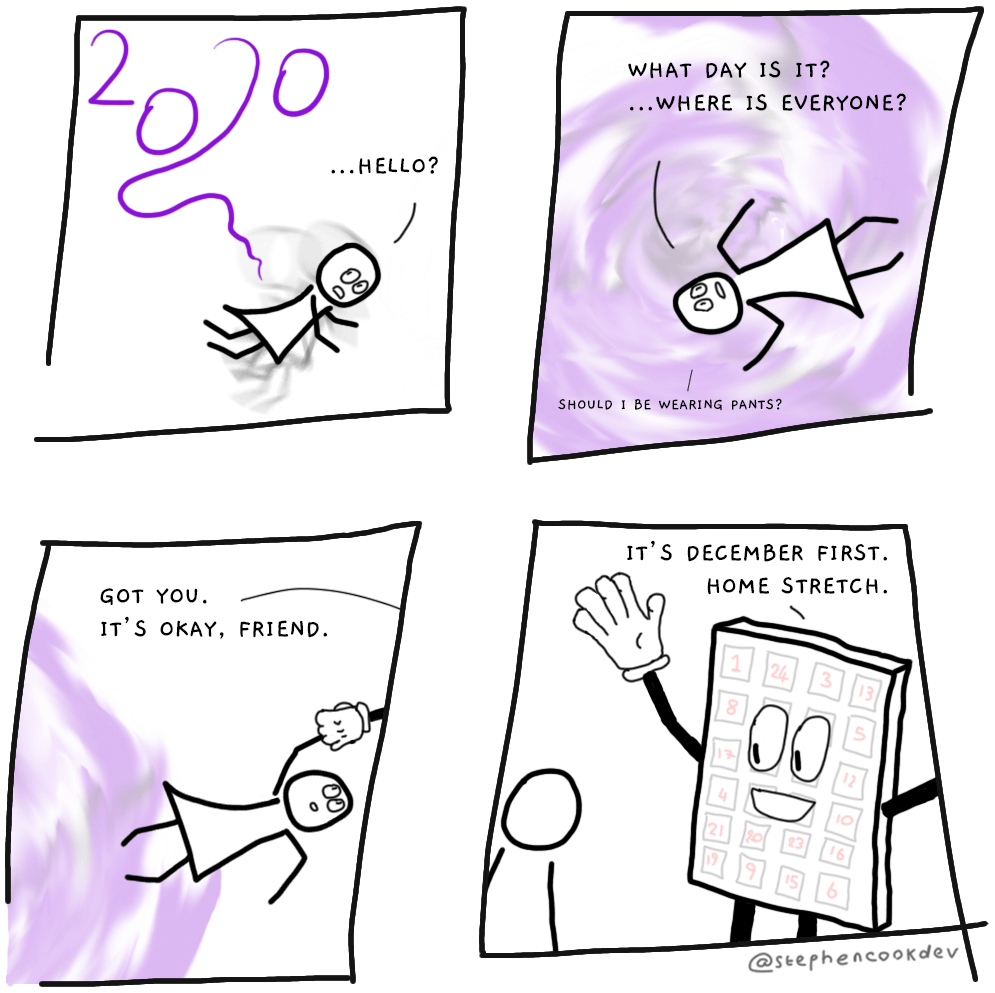 2020
...HELLO?
WHAT DAY IS IT?
...WHERE IS EVERYONE?
SHOULD I BE WEARING PANTS?
GOT YOU.
IT'S OKAY, FRIEND.
IT'S DECEMBER FIRST.
HOME STRETCH.
1 24 3 13
8 5
17 12
4 10
21 20 23 16
19 9 15 6
@stephencookdev